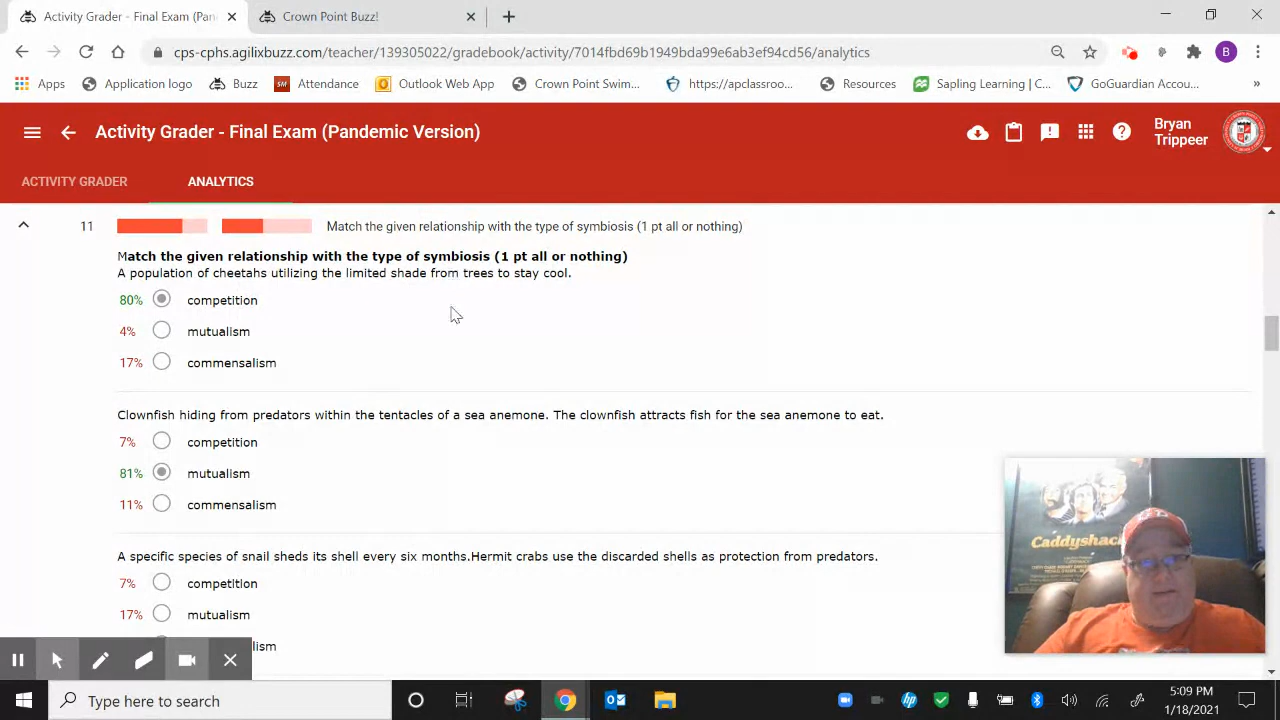 Activity Grader - Final Exam (Pan
Crown Point Buzz!
cps-cphs.agilixbuzz.com/teacher/139305022/gradebook/activity/7014fbd69b1949bda99e6ab3ef94cd56/analytics
B
Apps
Application logo
Buzz
SM
Attendance
Outlook Web App
Crown Point Swim...
https://apclassroo...
Resources
Sapling Learning | C...
GoGuardian Accou...
»
Activity Grader - Final Exam (Pandemic Version)
Bryan
Trippeer
ACTIVITY GRADER
ANALYTICS
11
Match the given relationship with the type of symbiosis (1 pt all or nothing)
Match the given relationship with the type of symbiosis (1 pt all or nothing)
A population of cheetahs utilizing the limited shade from trees to stay cool.
80% competition
4% mutualism
17% commensalism
Clownfish hiding from predators within the tentacles of a sea anemone. The clownfish attracts fish for the sea anemone to eat.
7% competition
81% mutualism
11% commensalism
A specific species of snail sheds its shell every six months.Hermit crabs use the discarded shells as protection from predators.
7% competition
17% mutualism
lism
Caddyshac
Type here to search
hp
5:09 PM
1/18/2021